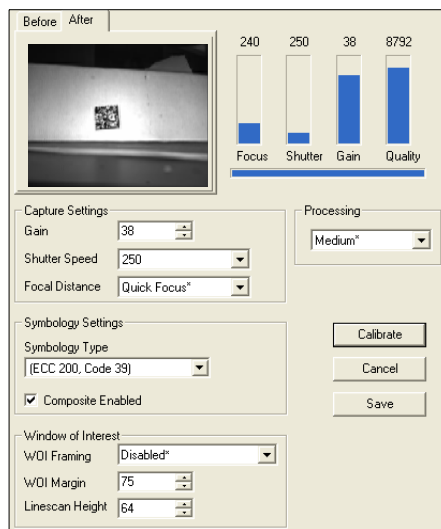 Before After
240 250 38 8792
Focus Shutter Gain Quality
Capture Settings
Gain 38
Shutter Speed 250
Focal Distance Quick Focus*
Processing
Medium*
Symbology Settings
Symbology Type
(ECC 200, Code 39)
Composite Enabled
Calibrate
Cancel
Save
Window of Interest
WOI Framing Disabled*
WOI Margin 75
Linescan Height 64